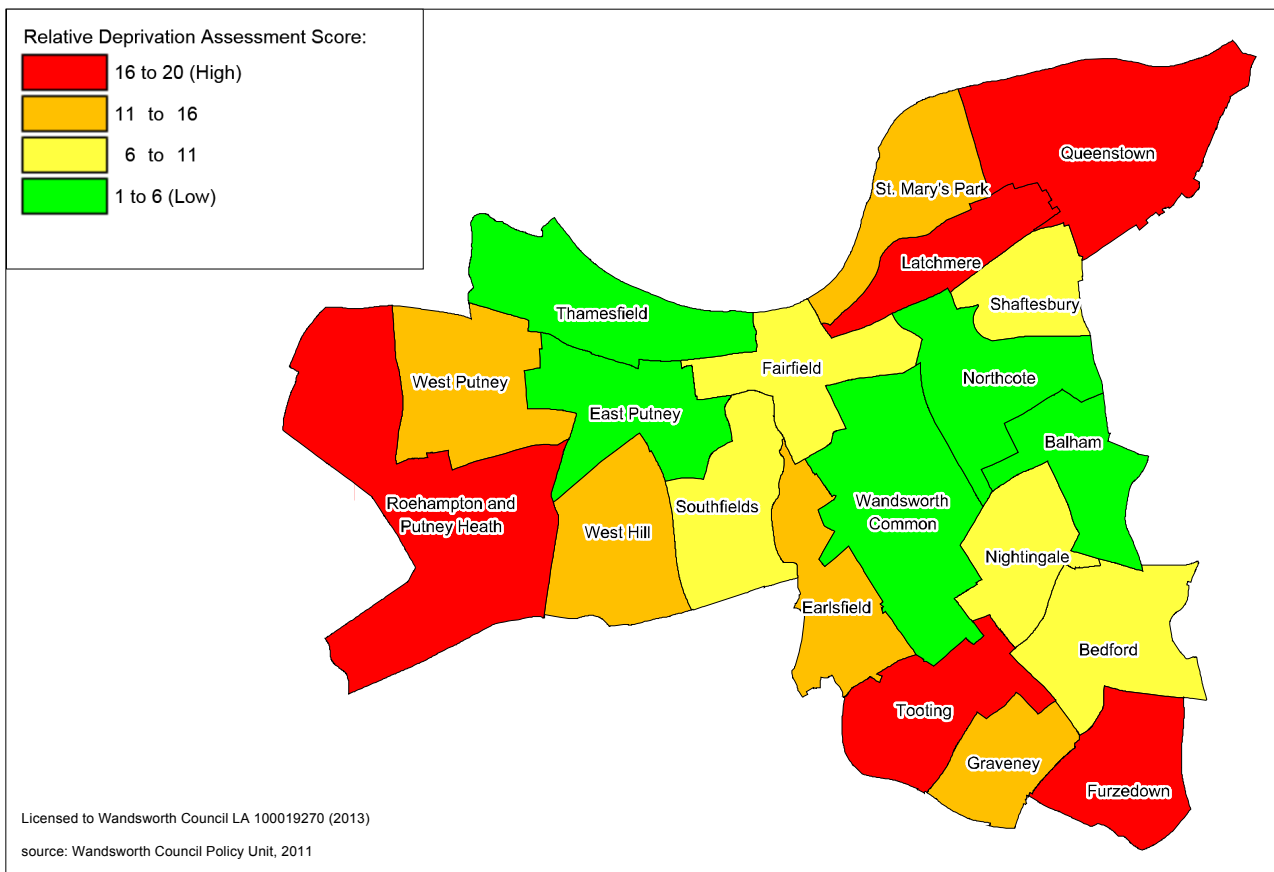 Relative Deprivation Assessment Score:
16 to 20 (High)
11 to 16
6 to 11
1 to 6 (Low)
Queenstown
St. Mary's Park
Latchmere
Shaftesbury
Thamesfield
Fairfield
Northcote
West Putney
East Putney
Balham
Roehampton and
Putney Heath
Southfields
Wandsworth
Common
West Hill
Nightingale
Earlsfield
Bedford
Tooting
Graveney
Furzedown
Licensed to Wandsworth Council LA 100019270 (2013)
source: Wandsworth Council Policy Unit, 2011